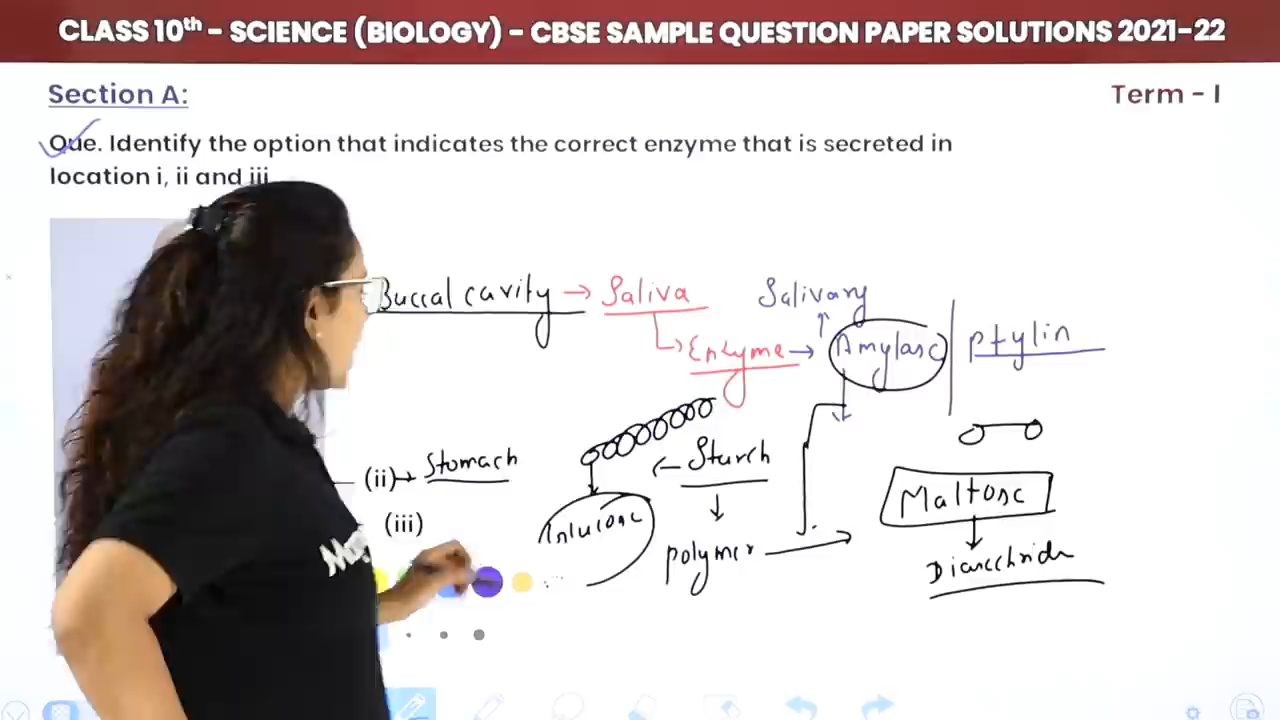 CLASS 10th - SCIENCE (BIOLOGY) - CBSE SAMPLE QUESTION PAPER SOLUTIONS 2021-22
Section A:
Term - I
Que. Identify the option that indicates the correct enzyme that is secreted in
location i, ii and iii
Buccal cavity → Saliva
Salivary
Enzyme → Amylase
Ptylin
(ii) → Stomach
← Starch
Maltose
(iii)
polymer